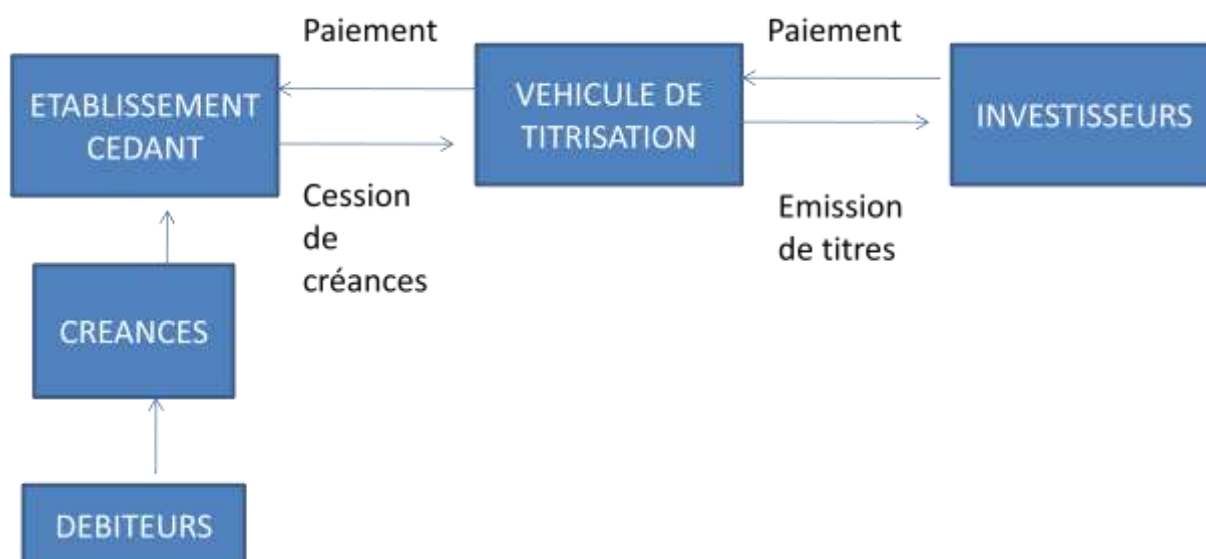 Paiement
Paiement
ETABLISSEMENT
CEDANT
VEHICULE DE
TITRISATION
INVESTISSEURS
Cession
de
créances
Emission
de titres
CREANCES
DEBITEURS